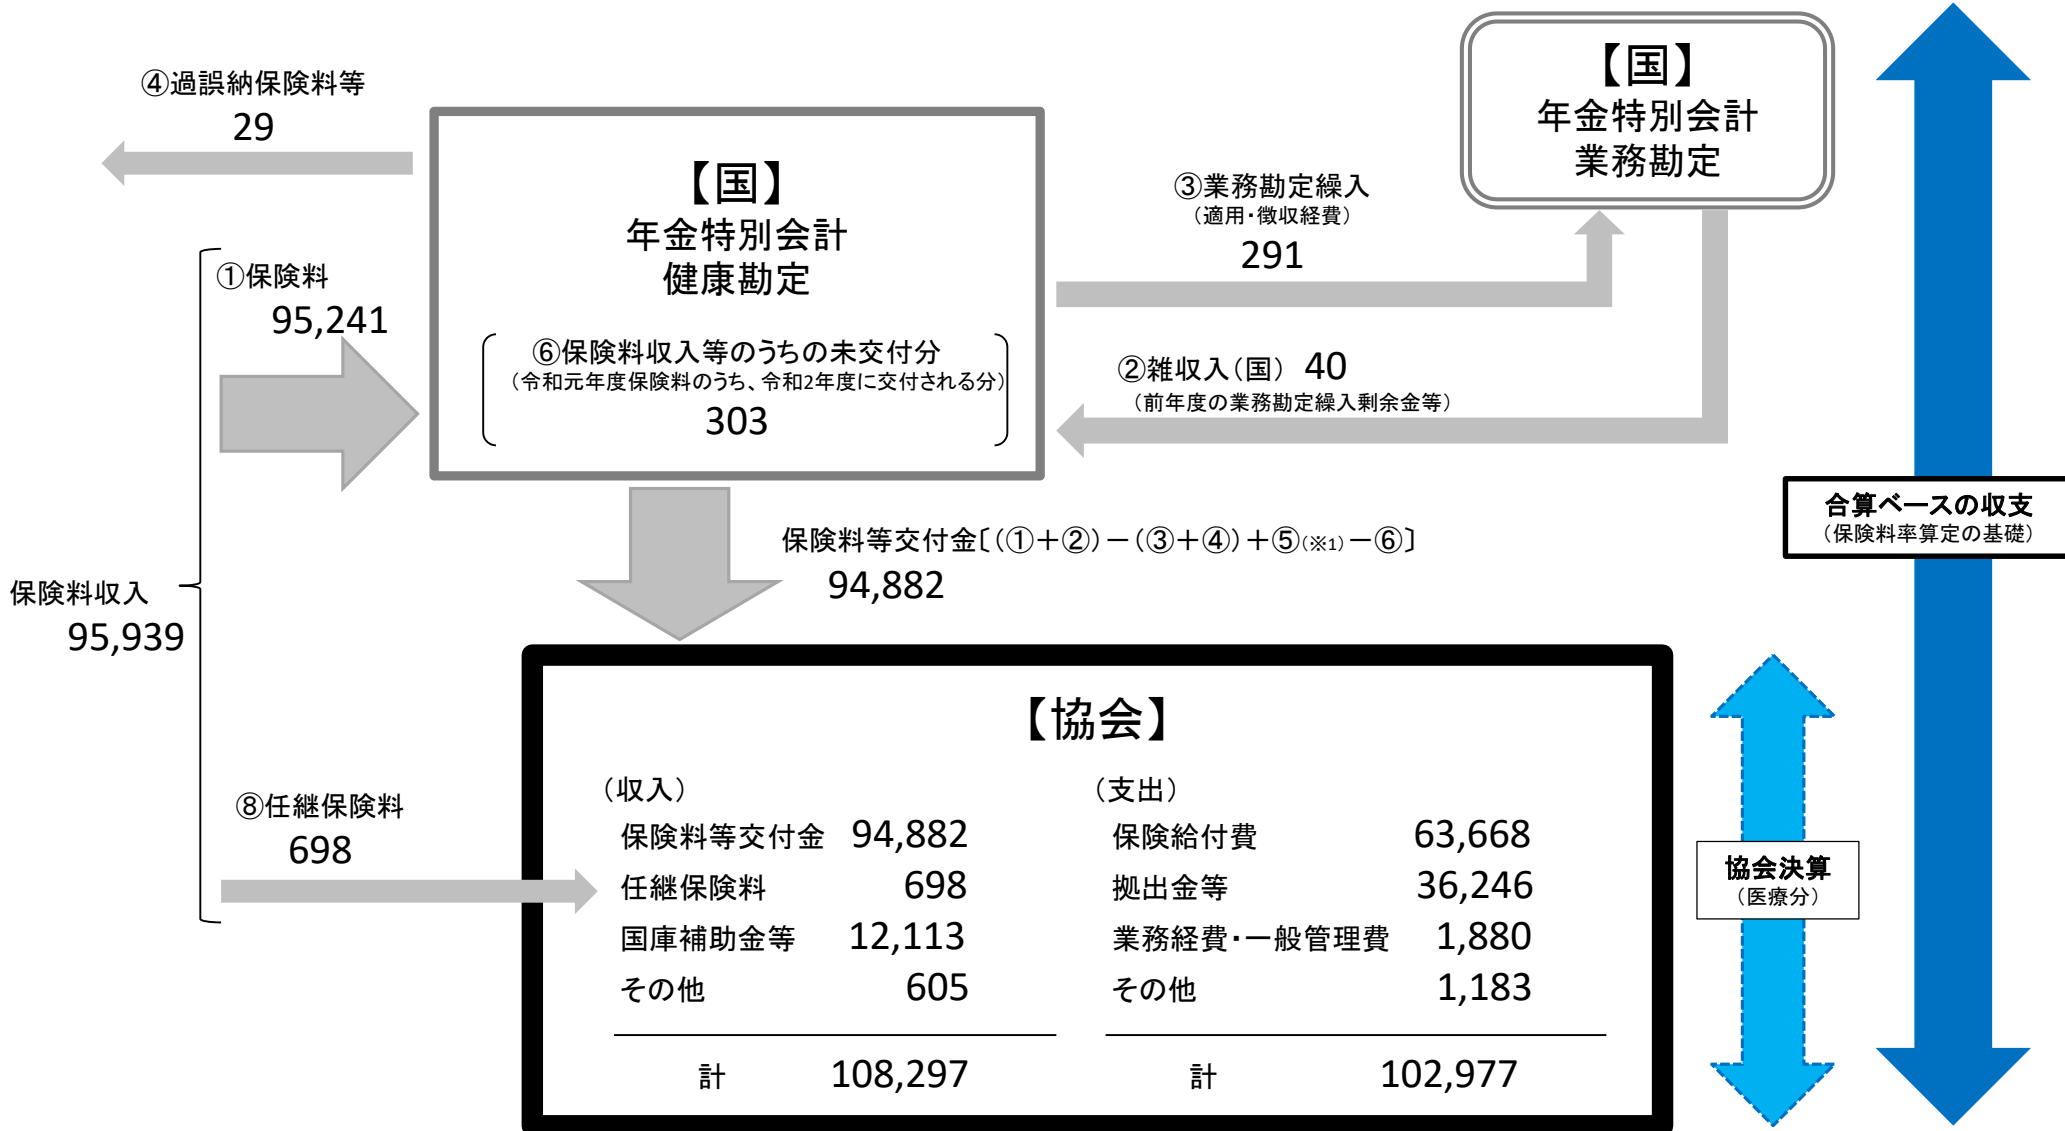 ④過誤納保険料等
29
【国】
年金特別会計
健康勘定
⑥保険料収入等のうちの未交付分
（令和元年度保険料のうち、令和2年度に交付される分）
303
【国】
年金特別会計
業務勘定
③業務勘定繰入
（適用・徴収経費）
291
②雑収入（国） 40
（前年度の業務勘定繰入剰余金等）
①保険料
95,241
保険料収入
95,939
保険料等交付金〔（①＋②）－（③＋④）＋⑤（※1）－⑥〕
94,882
合算ベースの収支
（保険料率算定の基礎）
⑧任継保険料
698
【協会】
（収入）
保険料等交付金 94,882
任継保険料 698
国庫補助金等 12,113
その他 605
計 108,297
（支出）
保険給付費 63,668
拠出金等 36,246
業務経費・一般管理費 1,880
その他 1,183
計 102,977
協会決算
（医療分）